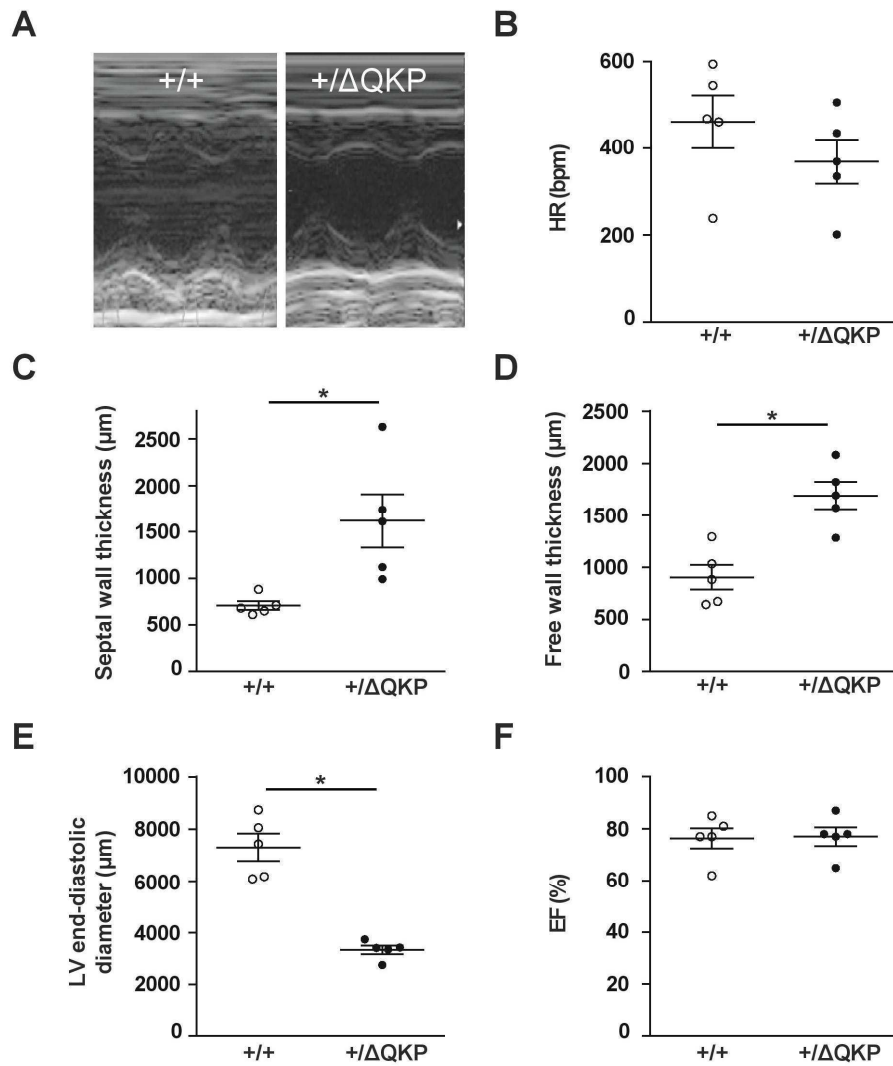 A
+/+
+/ΔQKP
B
HR (bpm)
600
400
200
0
+/+
+/ΔQKP
C
Septal wall thickness (µm)
2500
2000
1500
1000
500
0
*
+/+
+/ΔQKP
D
Free wall thickness (µm)
2500
2000
1500
1000
500
0
*
+/+
+/ΔQKP
E
LV end-diastolic
diameter (µm)
10000
8000
6000
4000
2000
0
*
+/+
+/ΔQKP
F
EF (%)
100
80
60
40
20
0
+/+
+/ΔQKP